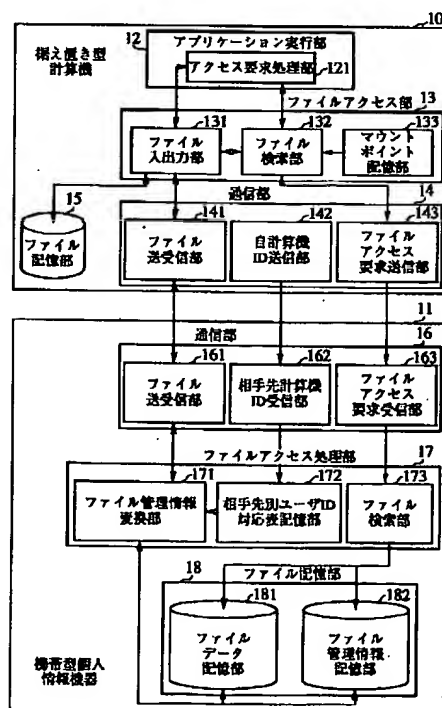 10
据え置き型
計算機
12
アプリケーション実行部
アクセス要求処理部
121
ファイルアクセス部
13
131
132
133
ファイル
入出力部
ファイル
検索部
マウント
ポイント
記憶部
通信部
14
15
ファイル
記憶部
141
142
143
ファイル
送受信部
自計算機
ID送信部
ファイル
アクセス
要求送信部
11
通信部
16
161
162
163
ファイル
送受信部
相手先計算機
ID受信部
ファイル
アクセス
要求受信部
ファイルアクセス処理部
17
171
172
173
ファイル管理情報
変換部
相手先別ユーザID
対応表記憶部
ファイル
検索部
18
ファイル記憶部
181
182
ファイル
データ
記憶部
ファイル
管理情報
記憶部
携帯型個人
情報機器